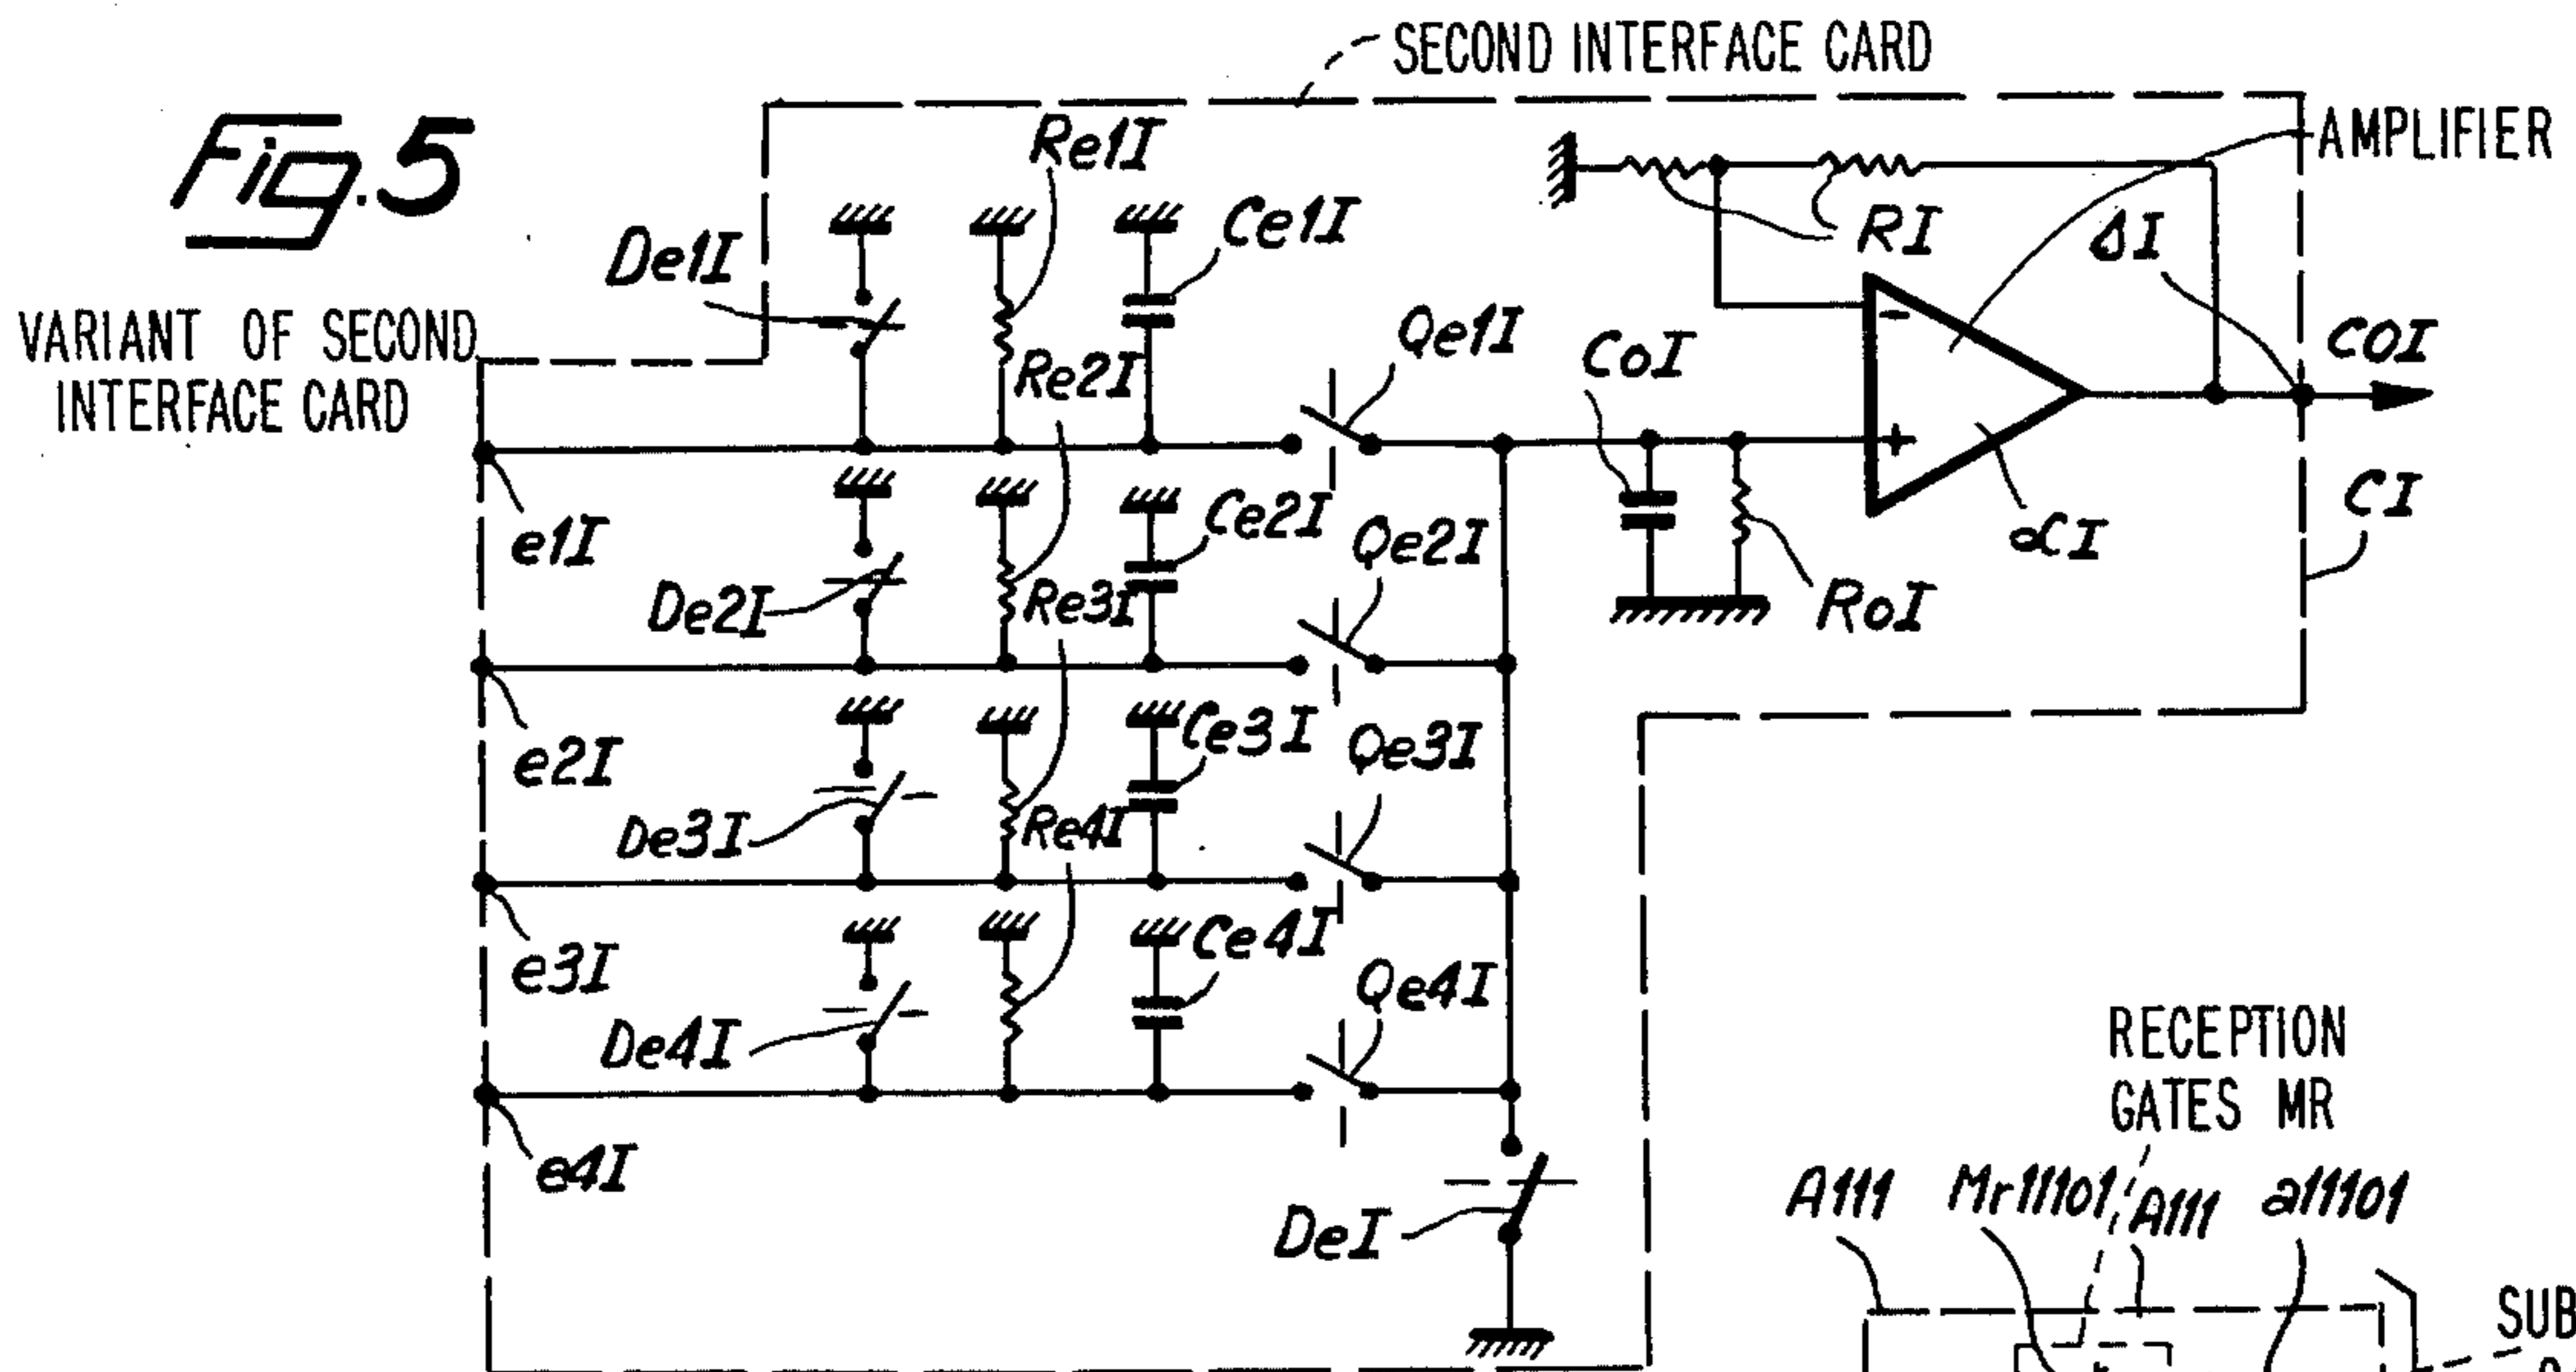 SECOND INTERFACE CARD
Fig. 5
AMPLIFIER
Re1I
Ce1I
De1I
RI
ΔI
VARIANT OF SECOND
INTERFACE CARD
Re2I
Qe1I
CoI
COI
+
-
e1I
Ce2I
Qe2I
αI
CI
De2I
Re3I
RoI
e2I
Ce3I
Qe3I
De3I
Re4I
e3I
Ce4I
Qe4I
De4I
RECEPTION
GATES MR
e4I
DeI
A111
Mr11101
A111
a11101
SUB